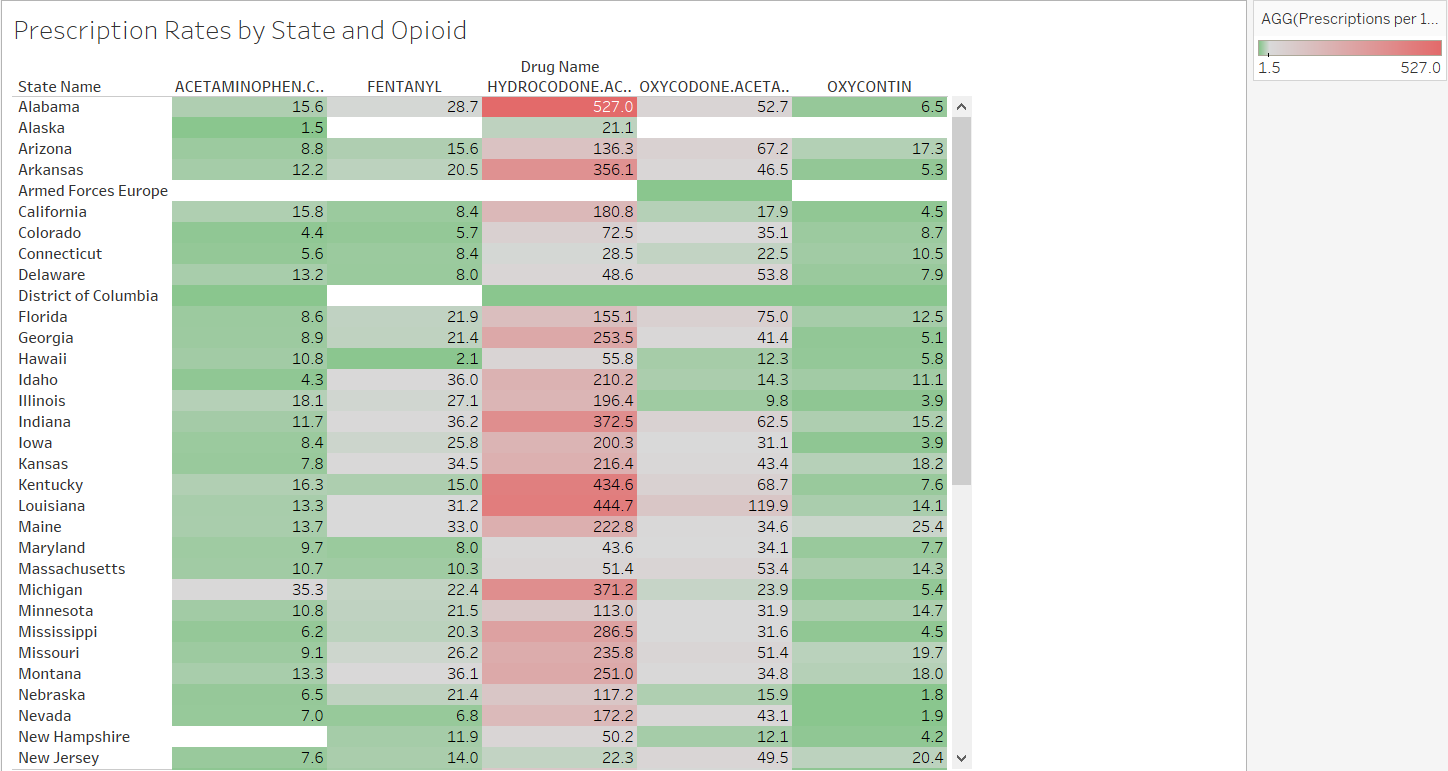 Prescription Rates by State and Opioid
AGG(Prescriptions per 1...
1.5 527.0
Drug Name
State Name ACETAMINOPHEN.C.. FENTANYL HYDROCODONE.AC.. OXYCODONE.ACETA.. OXYCONTIN
Alabama 15.6 28.7 527.0 52.7 6.5
Alaska 1.5 21.1
Arizona 8.8 15.6 136.3 67.2 17.3
Arkansas 12.2 20.5 356.1 46.5 5.3
Armed Forces Europe
California 15.8 8.4 180.8 17.9 4.5
Colorado 4.4 5.7 72.5 35.1 8.7
Connecticut 5.6 8.4 28.5 22.5 10.5
Delaware 13.2 8.0 48.6 53.8 7.9
District of Columbia
Florida 8.6 21.9 155.1 75.0 12.5
Georgia 8.9 21.4 253.5 41.4 5.1
Hawaii 10.8 2.1 55.8 12.3 5.8
Idaho 4.3 36.0 210.2 14.3 11.1
Illinois 18.1 27.1 196.4 9.8 3.9
Indiana 11.7 36.2 372.5 62.5 15.2
Iowa 8.4 25.8 200.3 31.1 3.9
Kansas 7.8 34.5 216.4 43.4 18.2
Kentucky 16.3 15.0 434.6 68.7 7.6
Louisiana 13.3 31.2 444.7 119.9 14.1
Maine 13.7 33.0 222.8 34.6 25.4
Maryland 9.7 8.0 43.6 34.1 7.7
Massachusetts 10.7 10.3 51.4 53.4 14.3
Michigan 35.3 22.4 371.2 23.9 5.4
Minnesota 10.8 21.5 113.0 31.9 14.7
Mississippi 6.2 20.3 286.5 31.6 4.5
Missouri 9.1 26.2 235.8 51.4 19.7
Montana 13.3 36.1 251.0 34.8 18.0
Nebraska 6.5 21.4 117.2 15.9 1.8
Nevada 7.0 6.8 172.2 43.1 1.9
New Hampshire 11.9 50.2 12.1 4.2
New Jersey 7.6 14.0 22.3 49.5 20.4